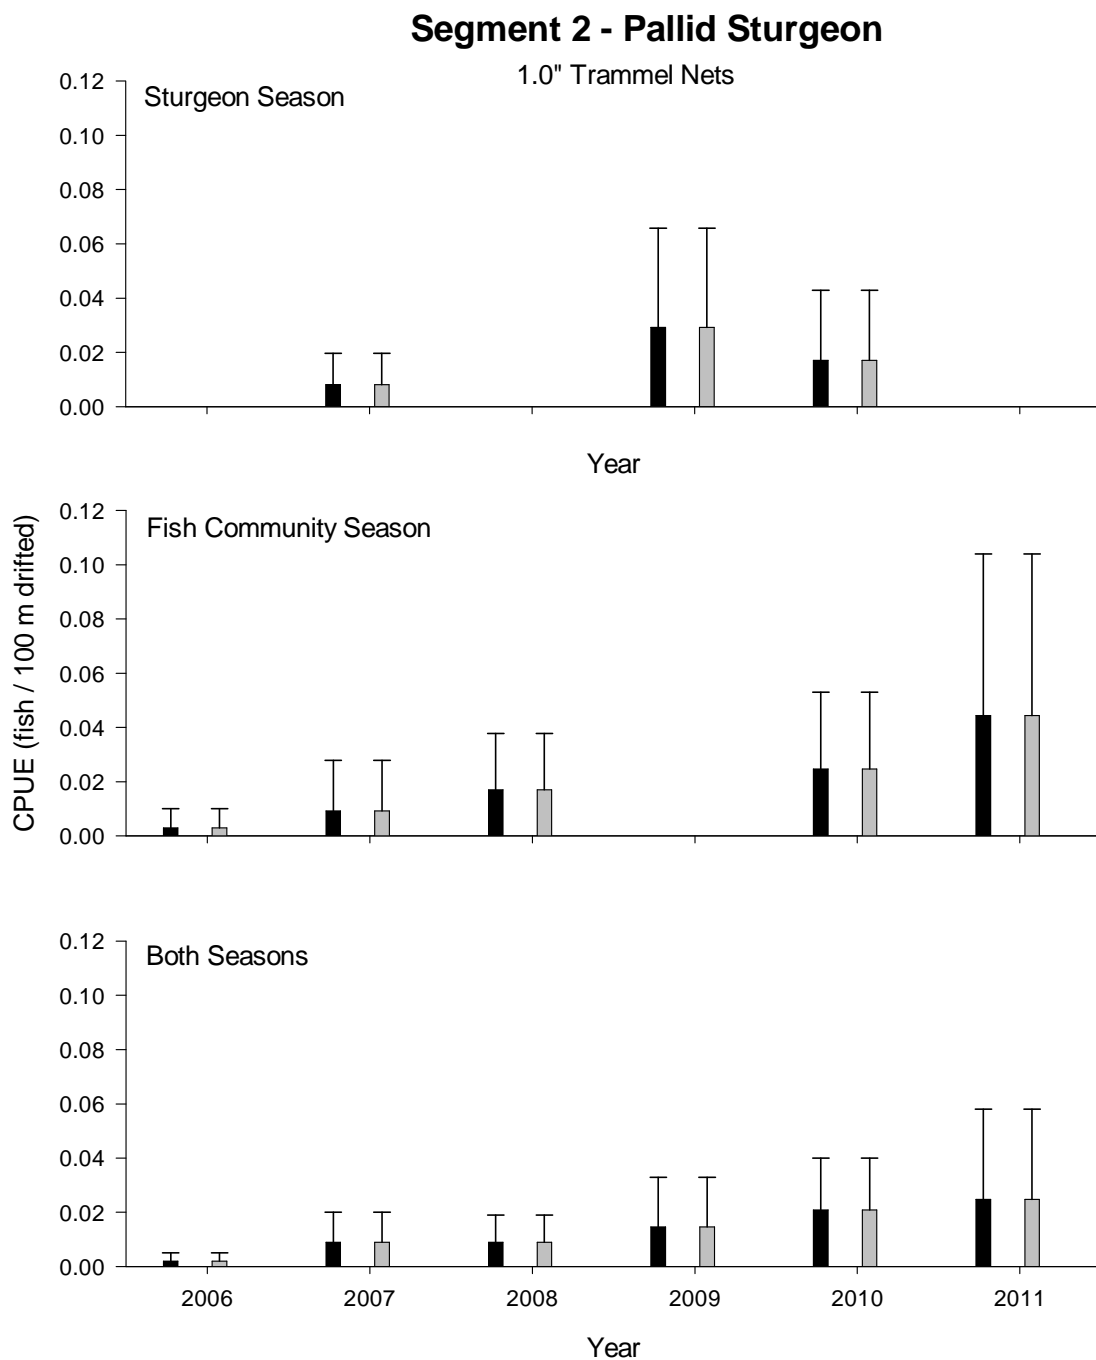 Segment 2 - Pallid Sturgeon
1.0" Trammel Nets
Sturgeon Season
0.12
0.10
0.08
0.06
0.04
0.02
0.00
Year
CPUE (fish / 100 m drifted)
Fish Community Season
0.12
0.10
0.08
0.06
0.04
0.02
0.00
Both Seasons
0.12
0.10
0.08
0.06
0.04
0.02
0.00
2006 2007 2008 2009 2010 2011
Year